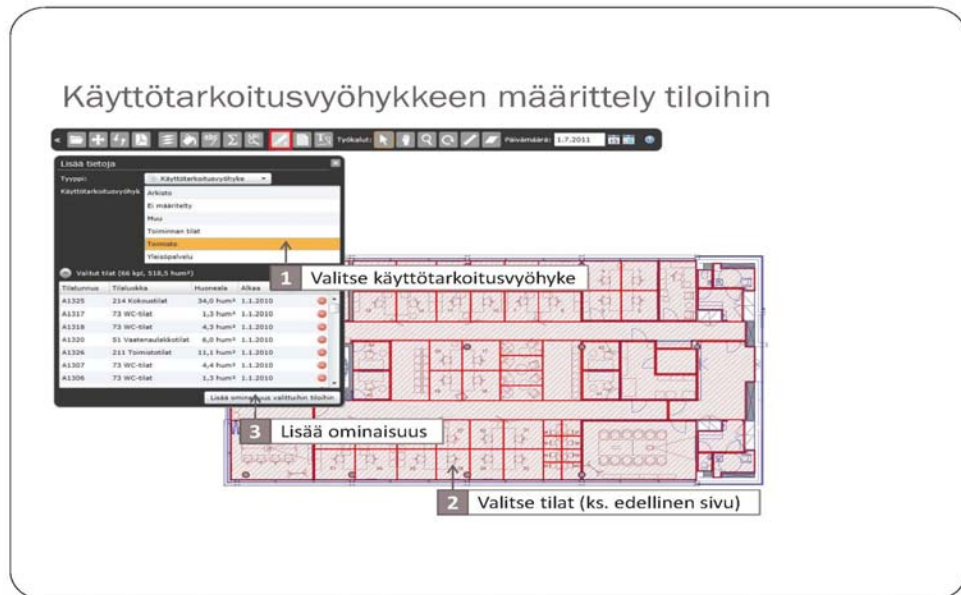 Käyttötarkoitusvyöhykkeen määrittely tiloihin
Työkalut: Päivämäärä: 1.7.2011
Lisää tietoja
Tyyppi: Käyttötarkoitusvyöhyke
Käyttötarkoitusvyöhyk Arkisto
Ei määritelty
Muu
Toiminnan tilat
Toimisto
Yleisöpalvelu
1 Valitse käyttötarkoitusvyöhyke
Valitut tilat (66 kpl, 518,5 hum²)
Tilatunnus Tilaluokka Huoneala Alkaa
A1325 214 Kokoustilat 34,0 hum² 1.1.2010
A1317 73 WC-tilat 1,3 hum² 1.1.2010
A1318 73 WC-tilat 4,3 hum² 1.1.2010
A1320 51 Vaatenaulakkotilat 6,0 hum² 1.1.2010
A1326 211 Toimistotilat 11,1 hum² 1.1.2010
A1307 73 WC-tilat 4,4 hum² 1.1.2010
A1306 73 WC-tilat 1,3 hum² 1.1.2010
Lisää ominaisuus valittuihin tiloihin
3 Lisää ominaisuus
2 Valitse tilat (ks. edellinen sivu)